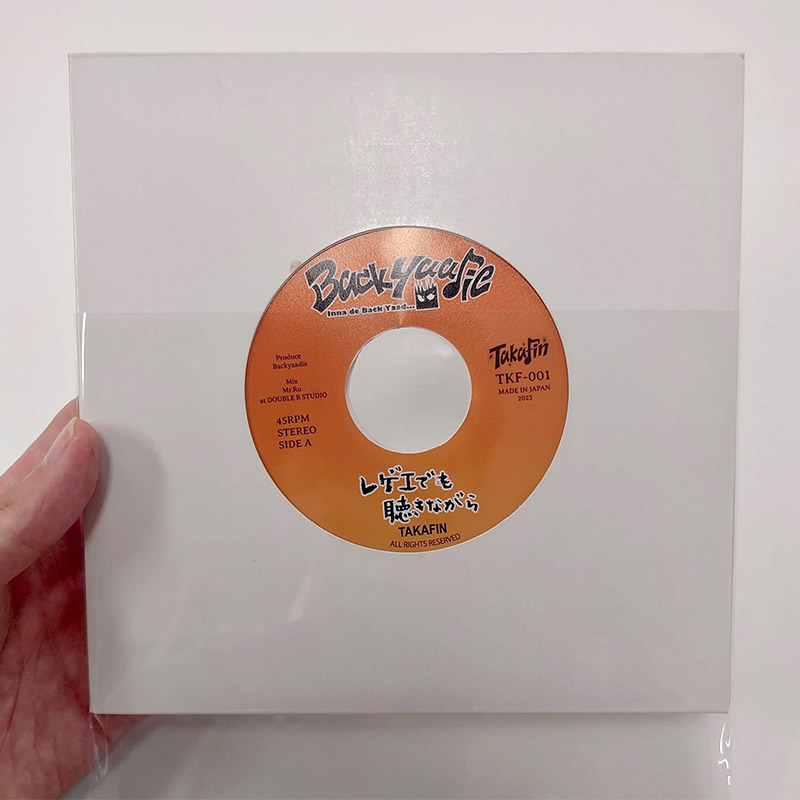 Backyaadie
Inna de Back Yaad...
Produce
Backyaadie
Mix
Mr.Ru
at DOUBLE R STUDIO
45RPM
STEREO
SIDE A
Takafin
TKF-001
MADE IN JAPAN
2023
レゲエでも
聴きながら
TAKAFIN
ALL RIGHTS RESERVED